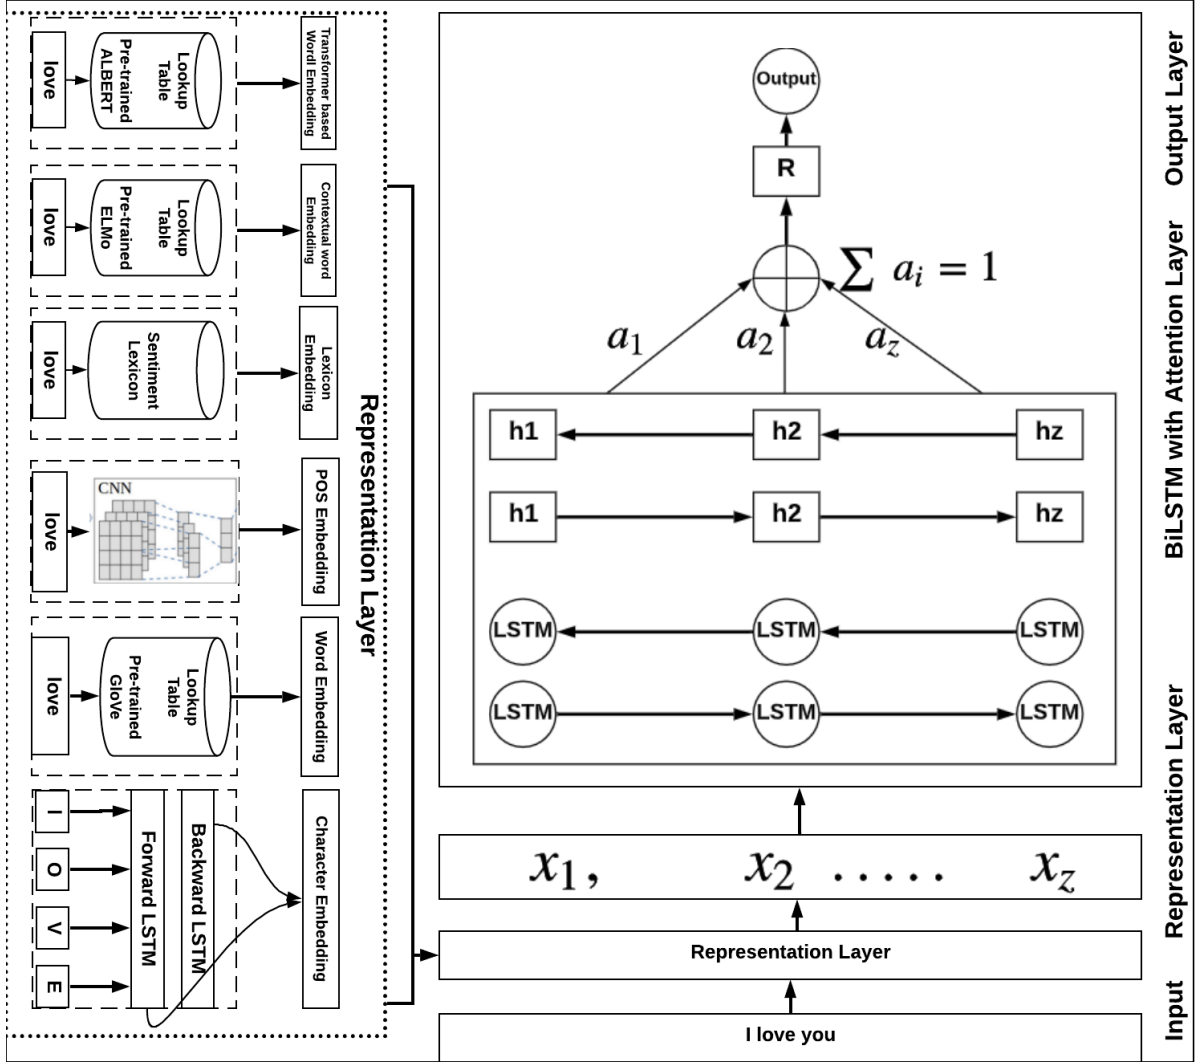 love
Pre-trained
ALBERT
Lookup
Table
Transformer based
Wordl Embedding
love
Pre-trained
ELMo
Lookup
Table
Contextual word
Embedding
love
Sentiment
Lexicon
Lexicon
Embedding
love
CNN
POS Embedding
love
Pre-trained
GloVe
Lookup
Table
Word Embedding
I
O
V
E
Forward LSTM
Backward LSTM
Character Embedding
Representattion Layer
Output
R
∑ aᵢ = 1
a₁ a₂ a_z
h1 h2 hz
h1 h2 hz
LSTM LSTM LSTM
LSTM LSTM LSTM
x₁, x₂ ..... x_z
Representation Layer
I love you
Output Layer
BiLSTM with Attention Layer
Representation Layer
Input